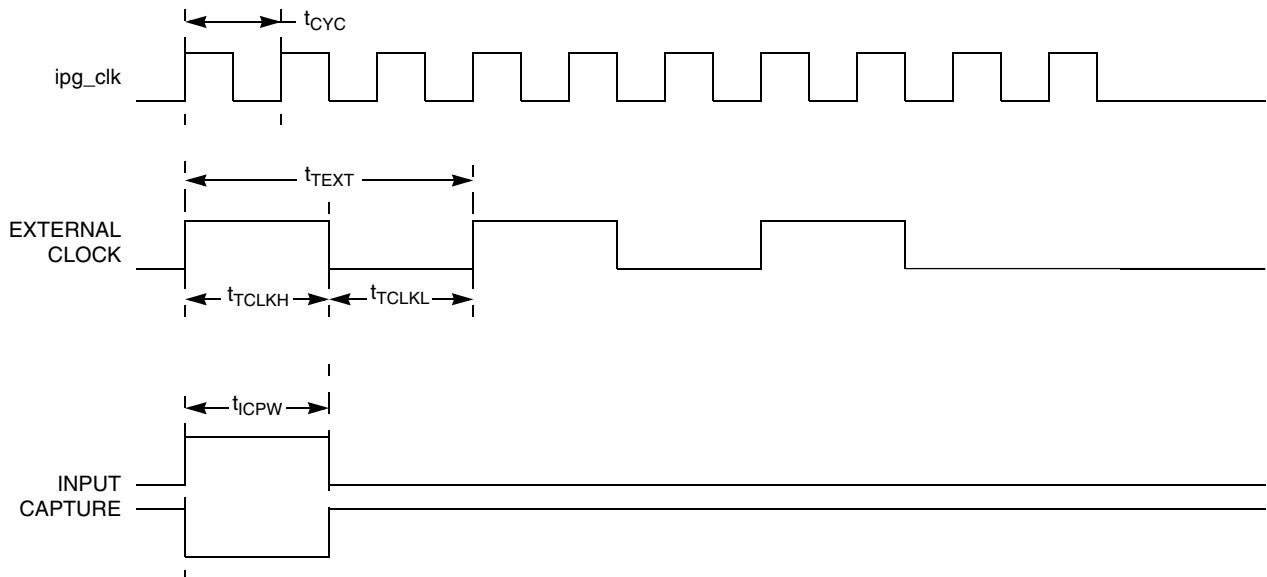 tCYC
ipg_clk
tTEXT
EXTERNAL
CLOCK
tTCLKH
tTCLKL
tICPW
INPUT
CAPTURE